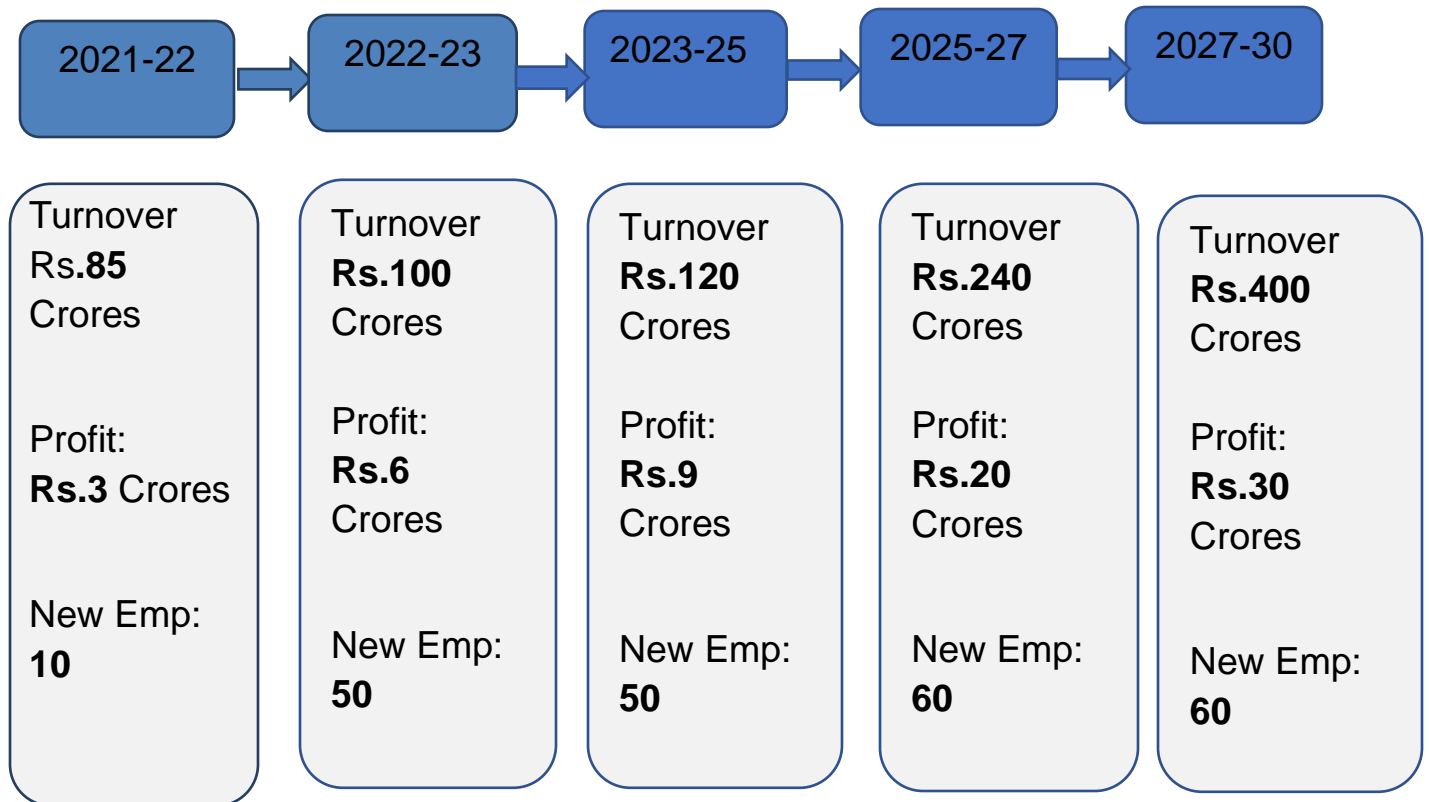 2021-22
2022-23
2023-25
2025-27
2027-30
Turnover
Rs.85
Crores
Profit:
Rs.3 Crores
New Emp:
10
Turnover
Rs.100
Crores
Profit:
Rs.6
Crores
New Emp:
50
Turnover
Rs.120
Crores
Profit:
Rs.9
Crores
New Emp:
50
Turnover
Rs.240
Crores
Profit:
Rs.20
Crores
New Emp:
60
Turnover
Rs.400
Crores
Profit:
Rs.30
Crores
New Emp:
60